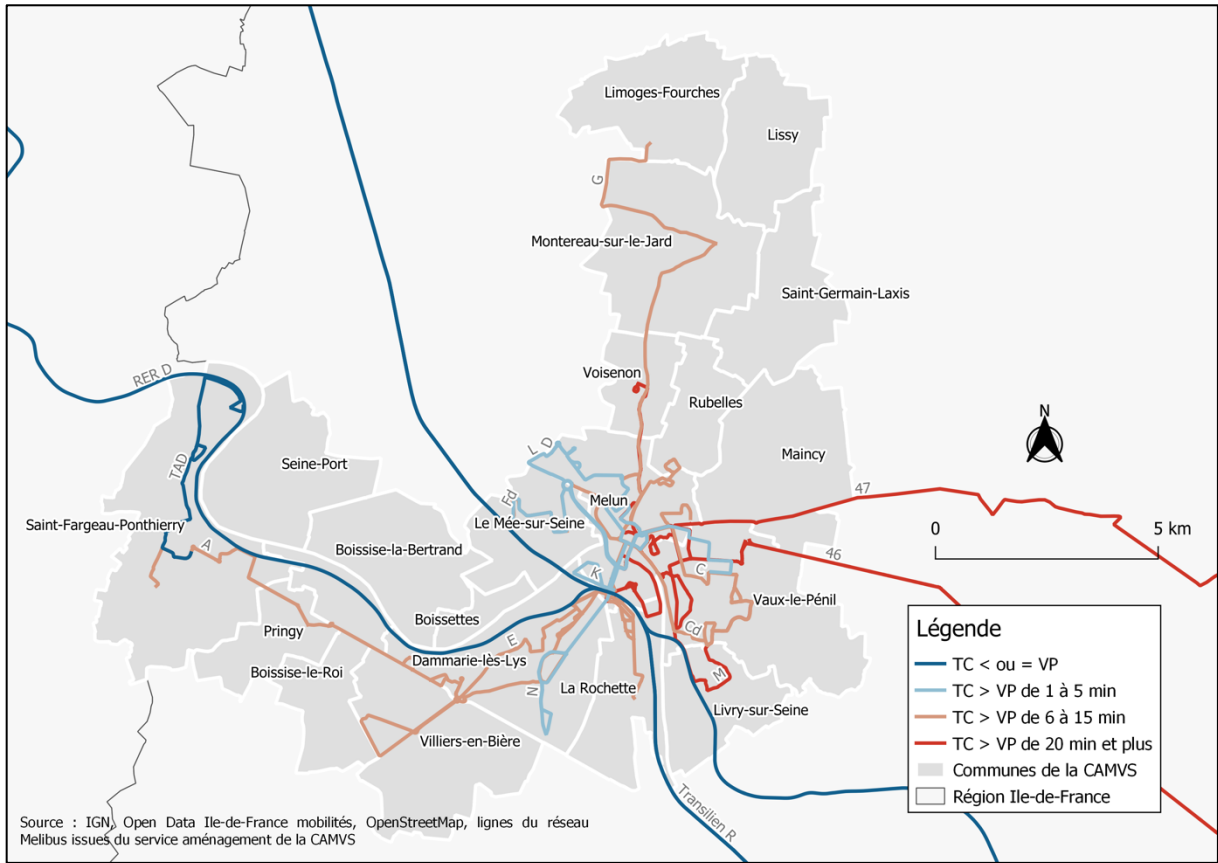 Limoges-Fourches
Lissy
G
Montereau-sur-le-Jard
Saint-Germain-Laxis
RER D
Voisenon
Rubelles
N
Maincy
L D
Seine-Port
TAD
Fd
Melun
47
Saint-Fargeau-Ponthierry
Le Mée-sur-Seine
0 5 km
A
Boissise-la-Bertrand
46
K
C
Vaux-le-Pénil
Boissettes
Pringy
E
Cd
Dammarie-lès-Lys
Boissise-le-Roi
M
N
La Rochette
Livry-sur-Seine
Villiers-en-Bière
Transilien R
Légende
TC < ou = VP
TC > VP de 1 à 5 min
TC > VP de 6 à 15 min
TC > VP de 20 min et plus
Communes de la CAMVS
Région Ile-de-France
Source : IGN, Open Data Ile-de-France mobilités, OpenStreetMap, lignes du réseau
Melibus issues du service aménagement de la CAMVS